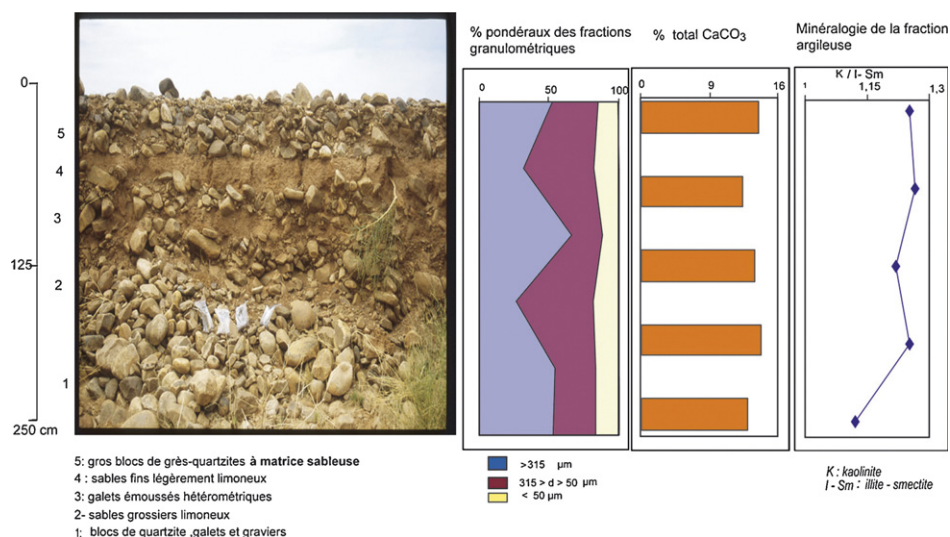 % pondéraux des fractions
granulométriques
% total CaCO₃
Minéralogie de la fraction
argileuse
K / I- Sm
0
50
100
0
9
16
1
1,15
1,3
0
5
4
3
125
2
1
250 cm
5: gros blocs de grès-quartzites à matrice sableuse
4 : sables fins légèrement limoneux
3: galets émoussés hétérométriques
2- sables grossiers limoneux
1: blocs de quartzite ,galets et graviers
>315 µm
315 > d > 50 µm
< 50 µm
K : kaolinite
I - Sm : illite - smectite